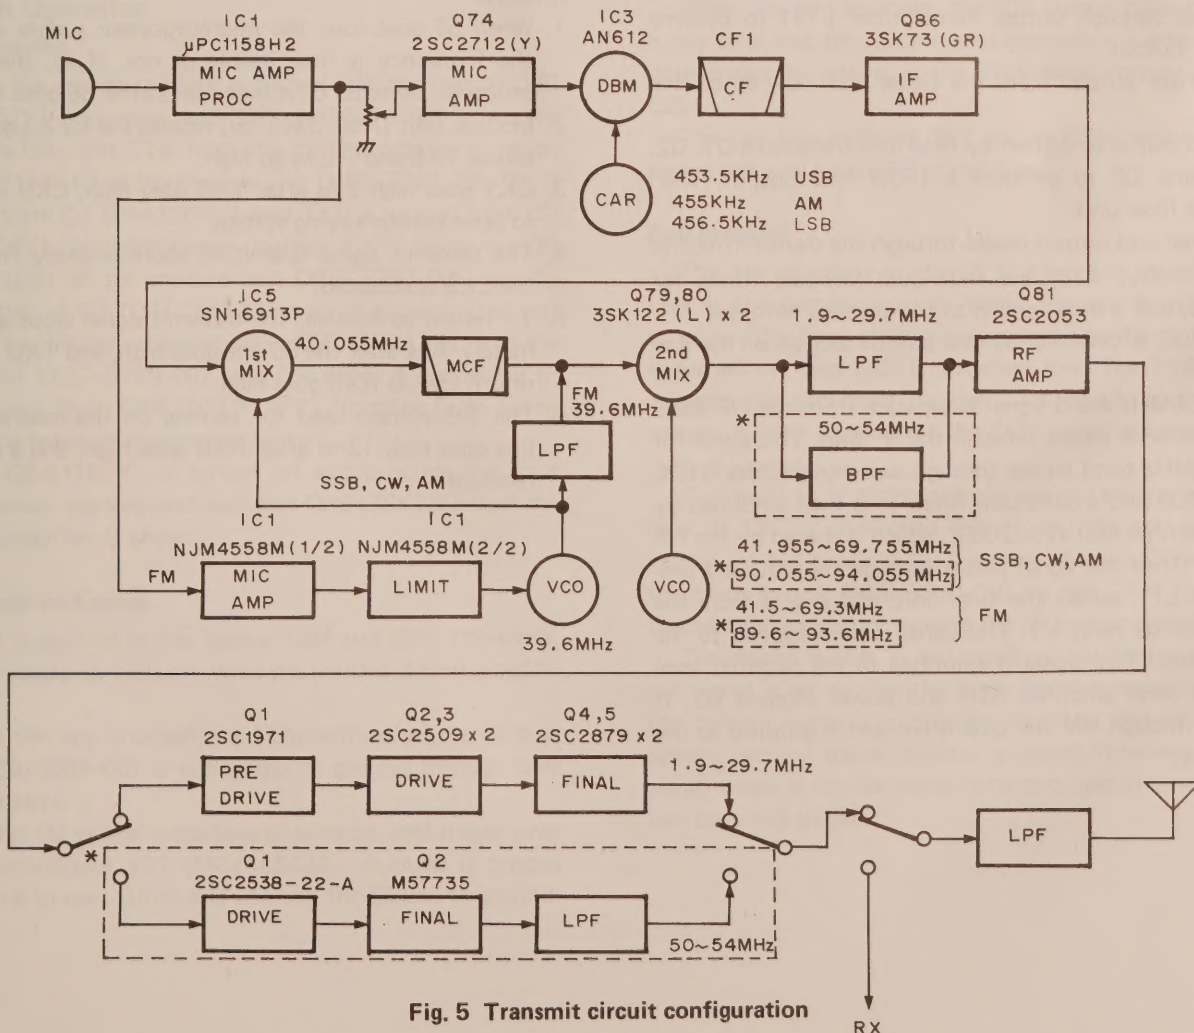 MIC
IC1
μPC1158H2
MIC AMP
PROC
Q74
2SC2712(Y)
MIC
AMP
IC3
AN612
DBM
CF1
CF
Q86
3SK73(GR)
IF
AMP
CAR
453.5KHz USB
455KHz AM
456.5KHz LSB
IC5
SN16913P
1st
MIX
40.055MHz
MCF
FM
39.6MHz
LPF
SSB, CW, AM
Q79,80
3SK122(L)x2
2nd
MIX
1.9~29.7MHz
LPF
Q81
2SC2053
RF
AMP
*
50~54MHz
BPF
FM
IC1
NJM4558M(1/2)
MIC
AMP
IC1
NJM4558M(2/2)
LIMIT
VCO
39.6MHz
VCO
41.955~69.755MHz
* 90.055~94.055MHz
SSB, CW, AM
41.5~69.3MHz
* 89.6~93.6MHz
FM
Q1
2SC1971
PRE
DRIVE
Q2,3
2SC2509x2
DRIVE
Q4,5
2SC2879x2
FINAL
1.9~29.7MHz
LPF
*
Q1
2SC2538-22-A
DRIVE
Q2
M57735
FINAL
LPF
50~54MHz
RX
Fig. 5 Transmit circuit configuration